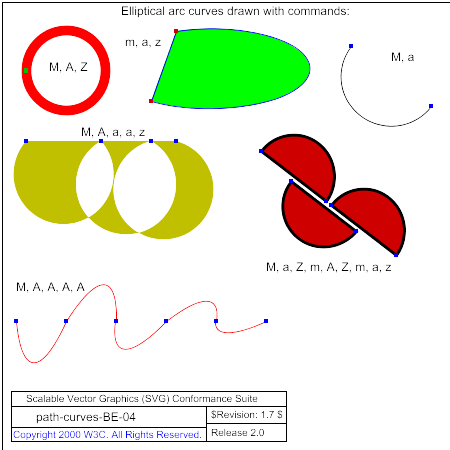 Elliptical arc curves drawn with commands:
M, A, Z
m, a, z
M, a
M, A, a, a, z
M, a, Z, m, A, Z, m, a, z
M, A, A, A, A
Scalable Vector Graphics (SVG) Conformance Suite
path-curves-BE-04
$Revision: 1.7 $
Copyright 2000 W3C. All Rights Reserved.
Release 2.0